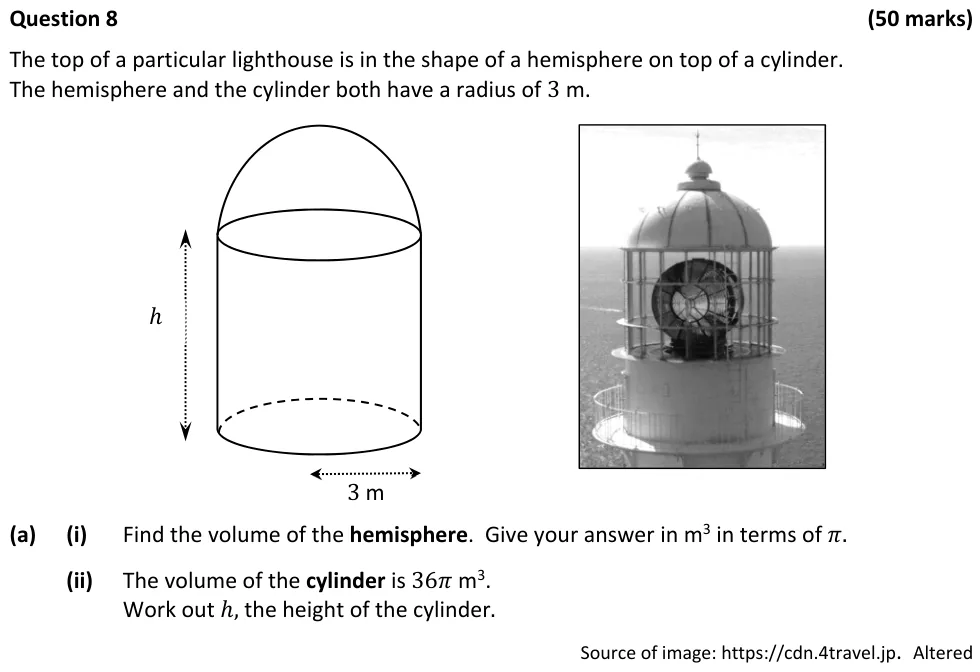 Question 8 (50 marks)
The top of a particular lighthouse is in the shape of a hemisphere on top of a cylinder.
The hemisphere and the cylinder both have a radius of 3 m.
h
3 m
(a) (i) Find the volume of the hemisphere. Give your answer in m³ in terms of π.
(ii) The volume of the cylinder is 36π m³.
Work out h, the height of the cylinder.
Source of image: https://cdn.4travel.jp. Altered